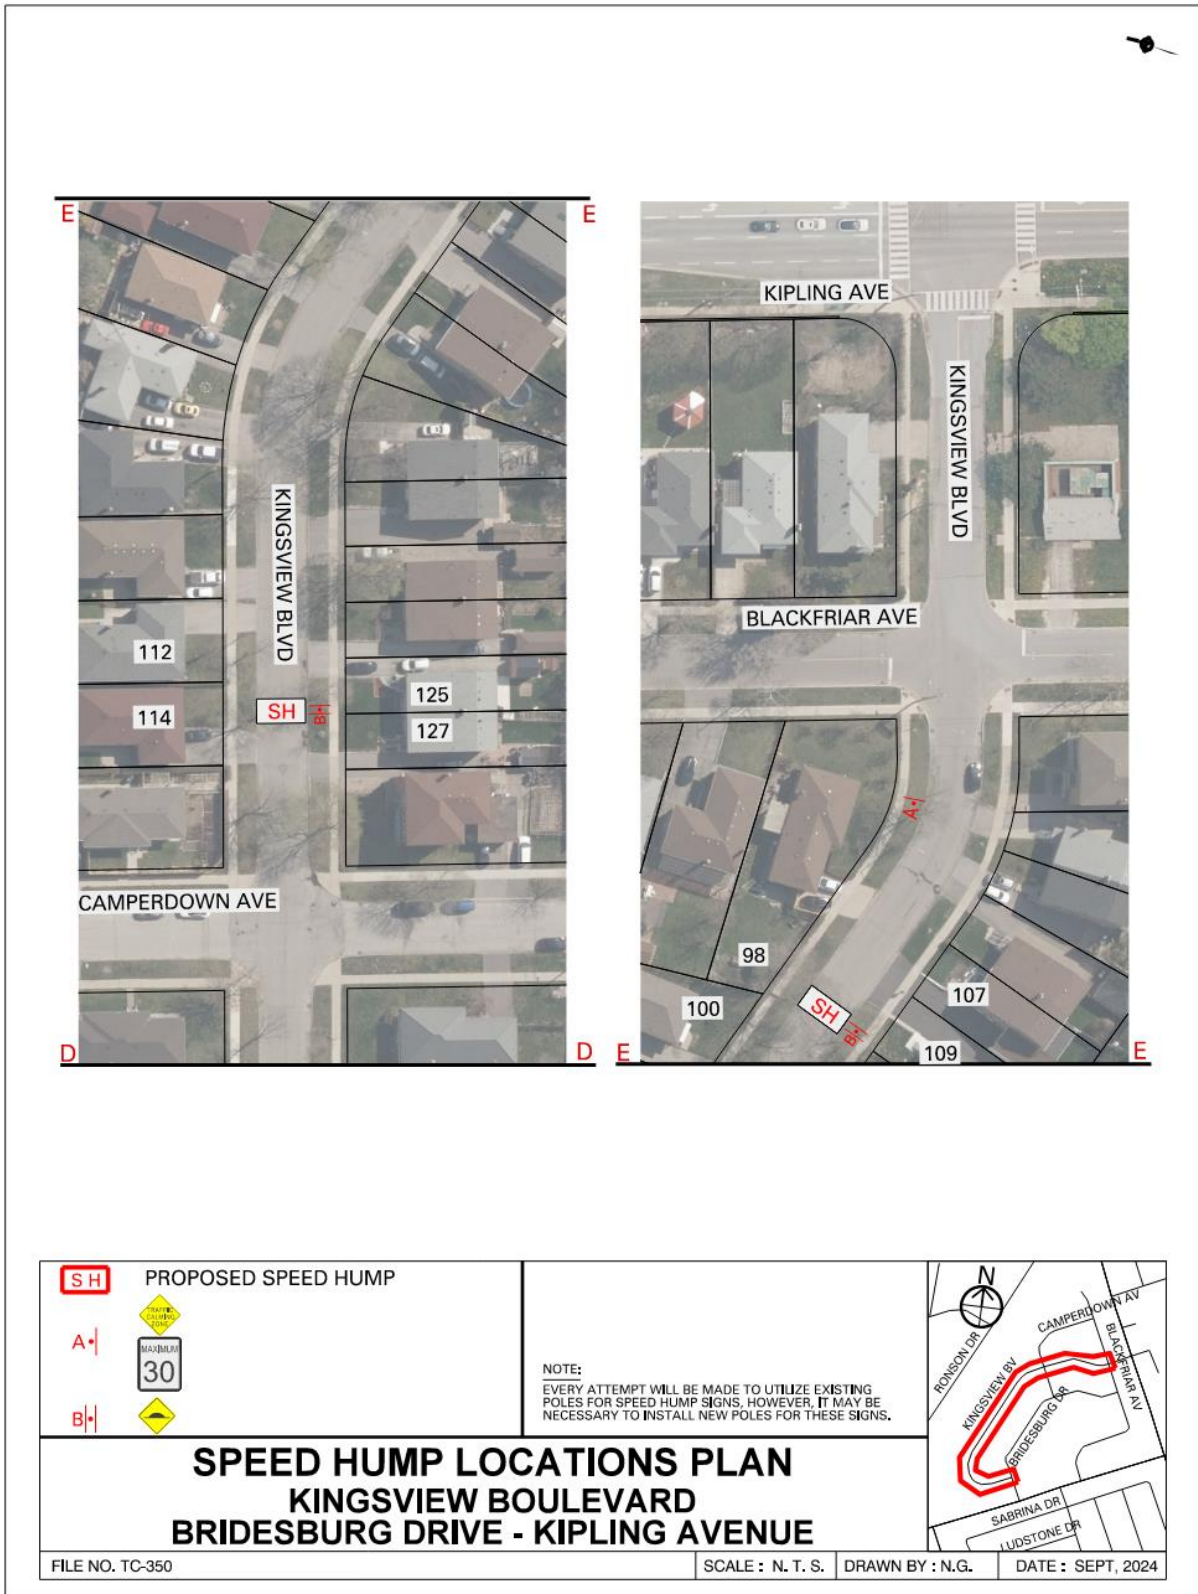 E
E
KINGSVIEW BLVD
112
114
SH
B
125
127
CAMPERDOWN AVE
D
D
KIPLING AVE
KINGSVIEW BLVD
BLACKFRIAR AVE
A
98
100
SH
B
107
109
E
E
SH
PROPOSED SPEED HUMP
TRAFFIC
CALMING
ZONE
A
MAXIMUM
30
B
NOTE:
EVERY ATTEMPT WILL BE MADE TO UTILIZE EXISTING
POLES FOR SPEED HUMP SIGNS, HOWEVER, IT MAY BE
NECESSARY TO INSTALL NEW POLES FOR THESE SIGNS.
N
RONSON DR
CAMPERDOWN AV
BLACKFRIAR AV
KINGSVIEW BV
BRIDESBURG DR
SABRINA DR
LUDSTONE DR
SPEED HUMP LOCATIONS PLAN
KINGSVIEW BOULEVARD
BRIDESBURG DRIVE - KIPLING AVENUE
FILE NO. TC-350
SCALE : N. T. S.
DRAWN BY : N.G.
DATE : SEPT, 2024